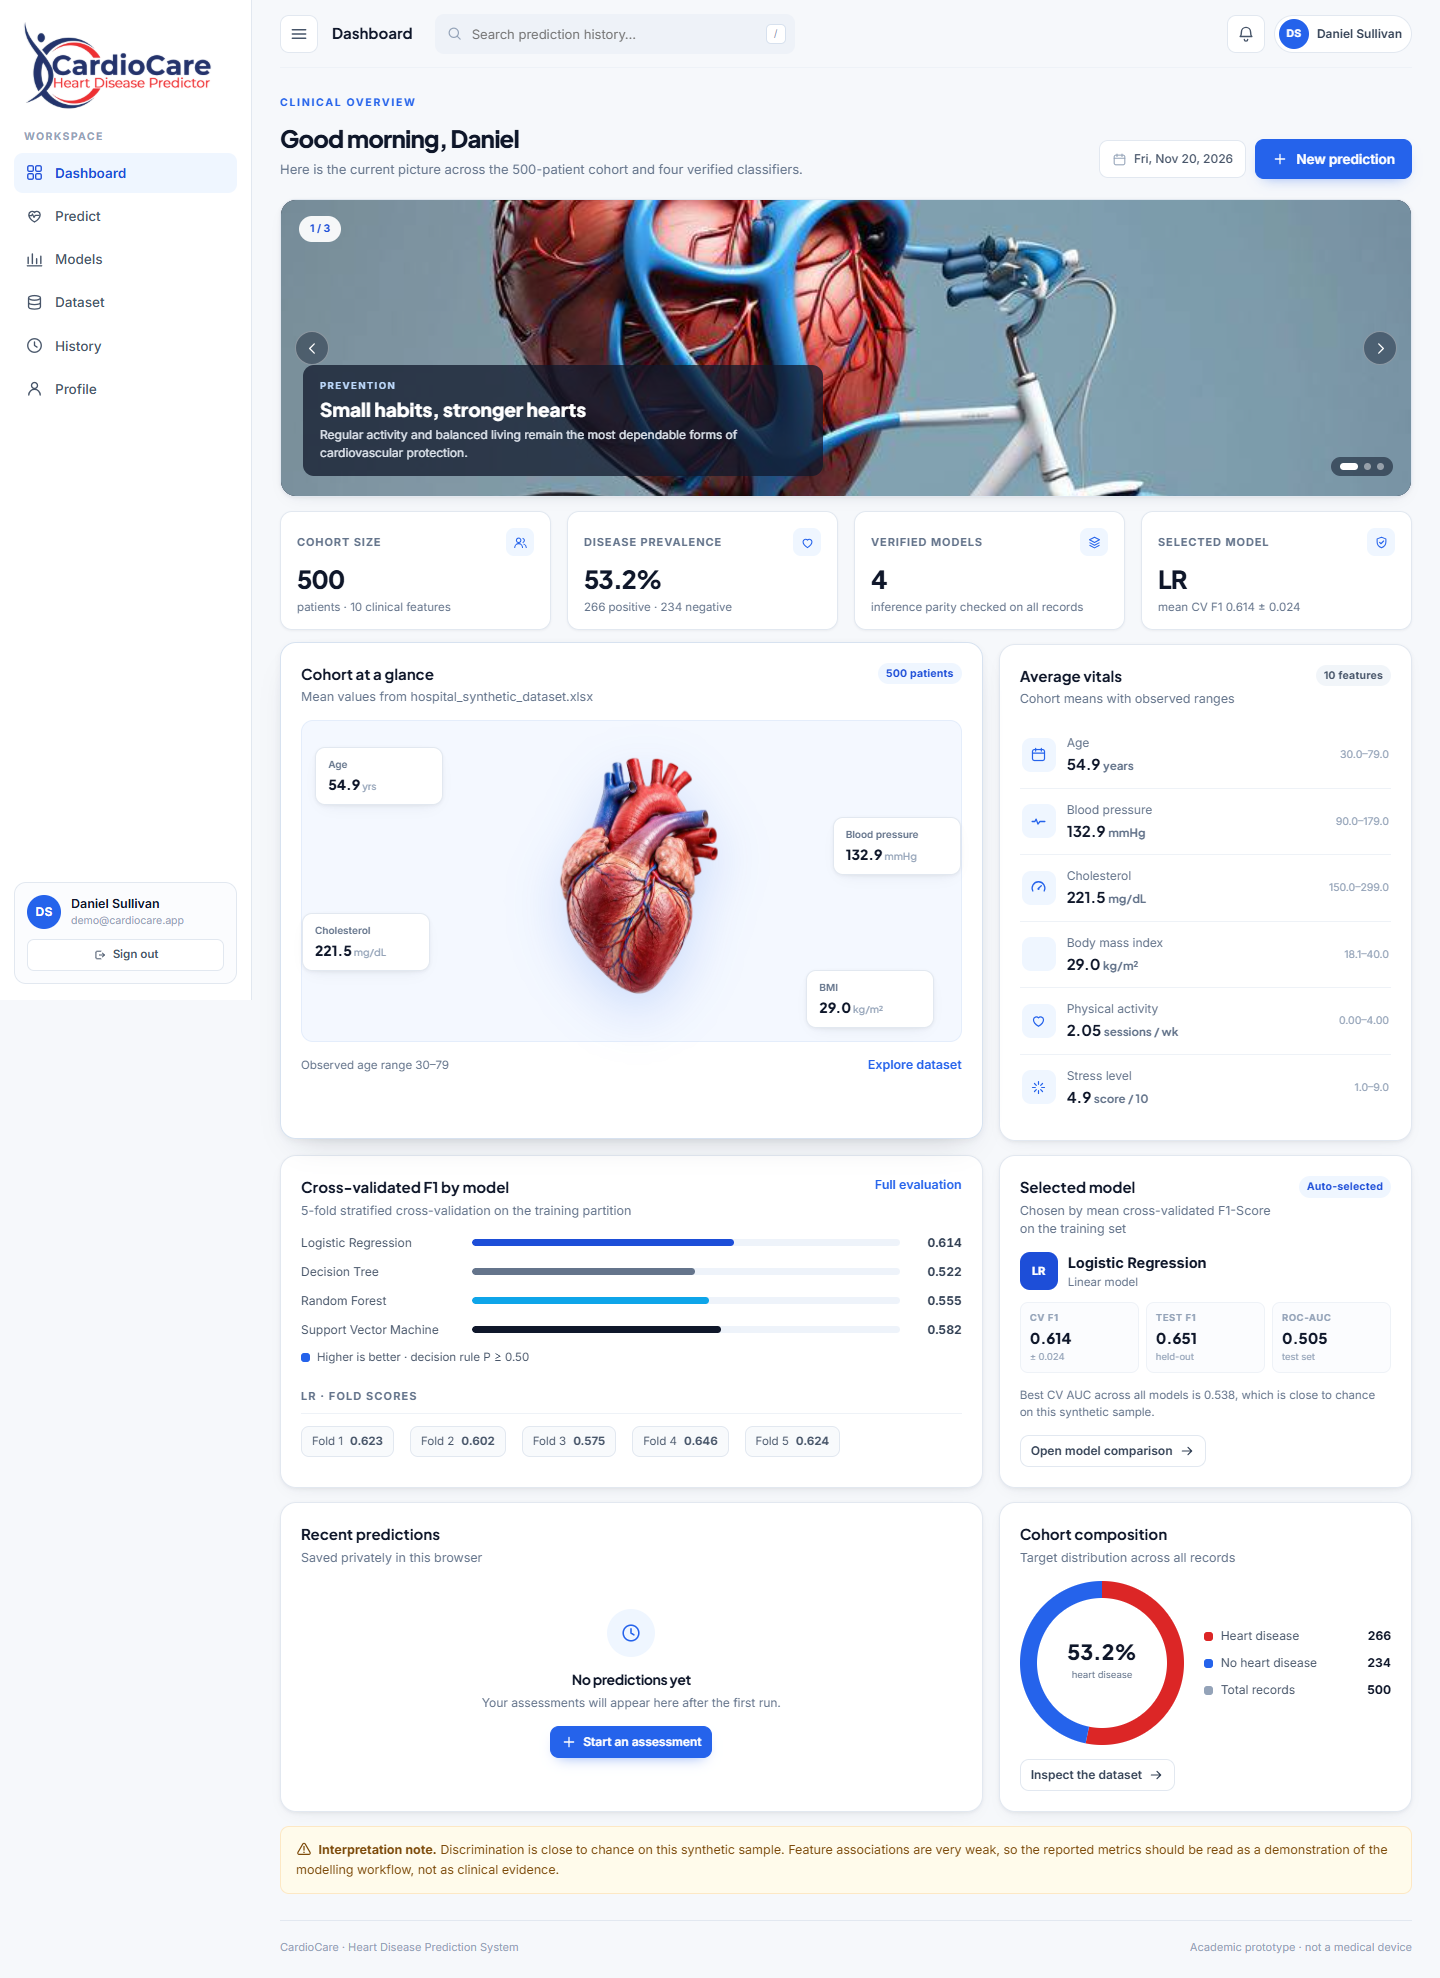 CardioCare
Heart Disease Predictor
WORKSPACE
Dashboard
Predict
Models
Dataset
History
Profile
DS
Daniel Sullivan
demo@cardiocare.app
Sign out
Dashboard
Search prediction history...
/
DS
Daniel Sullivan
CLINICAL OVERVIEW
Good morning, Daniel
Here is the current picture across the 500-patient cohort and four verified classifiers.
Fri, Nov 20, 2026
New prediction
1 / 3
PREVENTION
Small habits, stronger hearts
Regular activity and balanced living remain the most dependable forms of
cardiovascular protection.
COHORT SIZE
500
patients · 10 clinical features
DISEASE PREVALENCE
53.2%
266 positive · 234 negative
VERIFIED MODELS
4
inference parity checked on all records
SELECTED MODEL
LR
mean CV F1 0.614 ± 0.024
Cohort at a glance
500 patients
Mean values from hospital_synthetic_dataset.xlsx
Age
54.9 yrs
Blood pressure
132.9 mmHg
Cholesterol
221.5 mg/dL
BMI
29.0 kg/m²
Observed age range 30–79
Explore dataset
Average vitals
10 features
Cohort means with observed ranges
Age
54.9 years
30.0–79.0
Blood pressure
132.9 mmHg
90.0–179.0
Cholesterol
221.5 mg/dL
150.0–299.0
Body mass index
29.0 kg/m²
18.1–40.0
Physical activity
2.05 sessions / wk
0.00–4.00
Stress level
4.9 score / 10
1.0–9.0
Cross-validated F1 by model
Full evaluation
5-fold stratified cross-validation on the training partition
Logistic Regression 0.614
Decision Tree 0.522
Random Forest 0.555
Support Vector Machine 0.582
Higher is better · decision rule P ≥ 0.50
LR · FOLD SCORES
Fold 1 0.623
Fold 2 0.602
Fold 3 0.575
Fold 4 0.646
Fold 5 0.624
Selected model
Auto-selected
Chosen by mean cross-validated F1-Score
on the training set
LR
Logistic Regression
Linear model
CV F1
0.614
± 0.024
TEST F1
0.651
held-out
ROC-AUC
0.505
test set
Best CV AUC across all models is 0.538, which is close to chance
on this synthetic sample.
Open model comparison
Recent predictions
Saved privately in this browser
No predictions yet
Your assessments will appear here after the first run.
Start an assessment
Cohort composition
Target distribution across all records
53.2%
heart disease
Heart disease 266
No heart disease 234
Total records 500
Inspect the dataset
Interpretation note. Discrimination is close to chance on this synthetic sample. Feature associations are very weak, so the reported metrics should be read as a demonstration of the
modelling workflow, not as clinical evidence.
CardioCare · Heart Disease Prediction System
Academic prototype · not a medical device